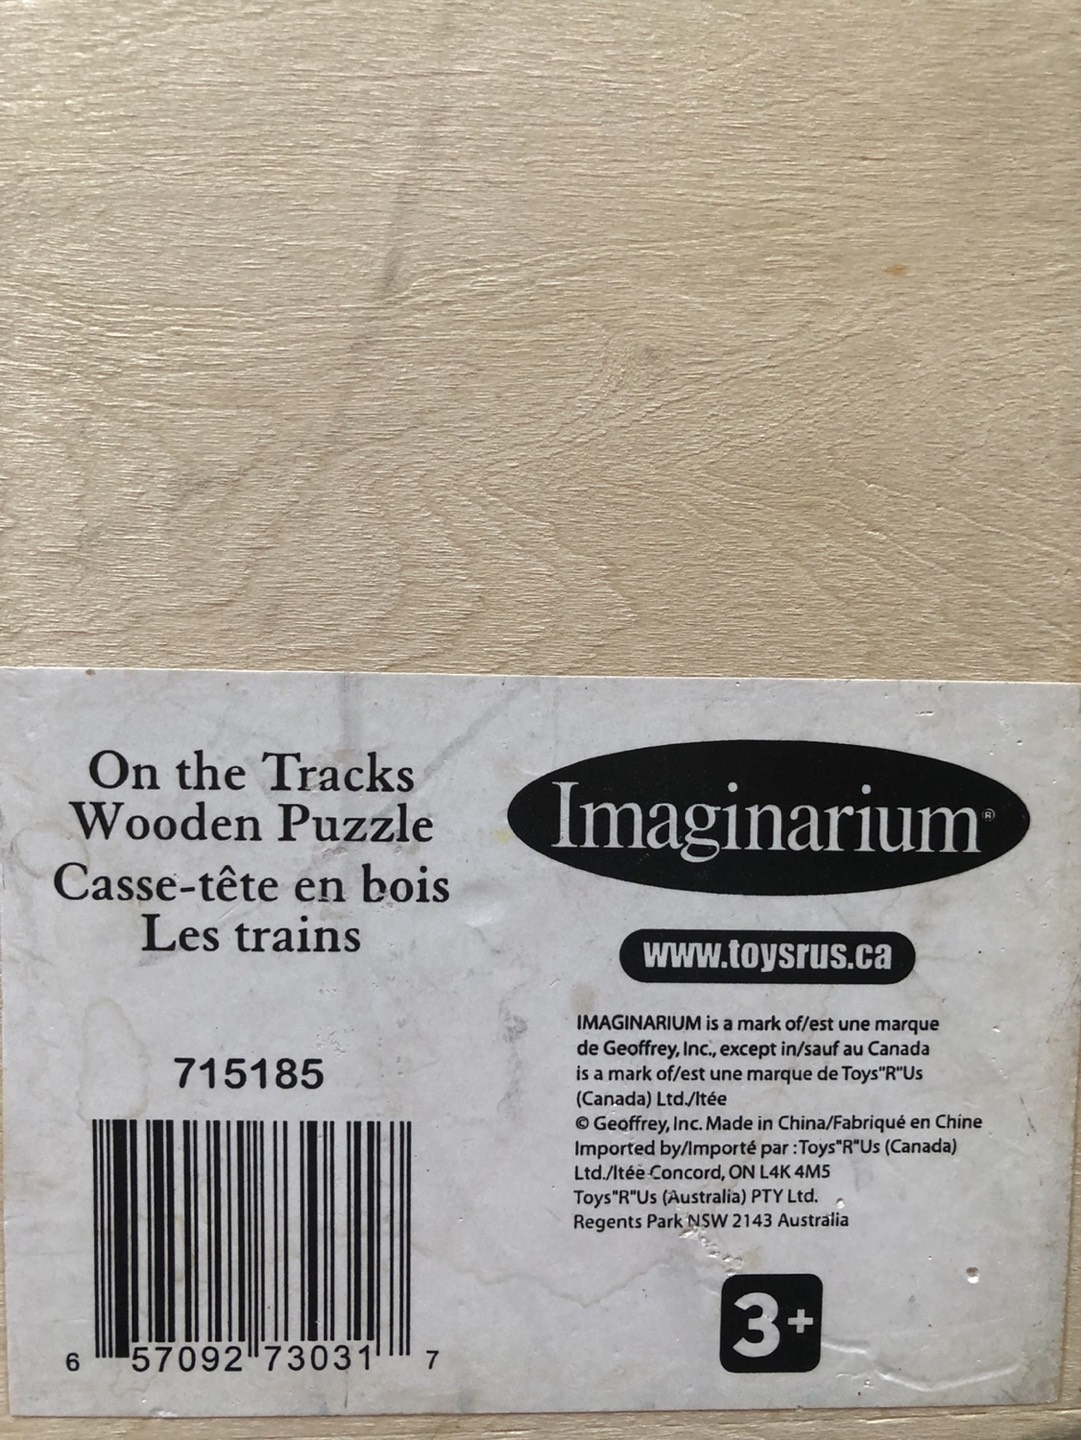 On the Tracks
Wooden Puzzle
Casse-tête en bois
Les trains
715185
6 57092 73031 7
Imaginarium®
www.toysrus.ca
IMAGINARIUM is a mark of/est une marque
de Geoffrey, Inc., except in/sauf au Canada
is a mark of/est une marque de Toys"R"Us
(Canada) Ltd./ltée
© Geoffrey, Inc. Made in China/Fabriqué en Chine
Imported by/Importé par :Toys"R"Us (Canada)
Ltd./ltée Concord, ON L4K 4M5
Toys"R"Us (Australia) PTY Ltd.
Regents Park NSW 2143 Australia
3+